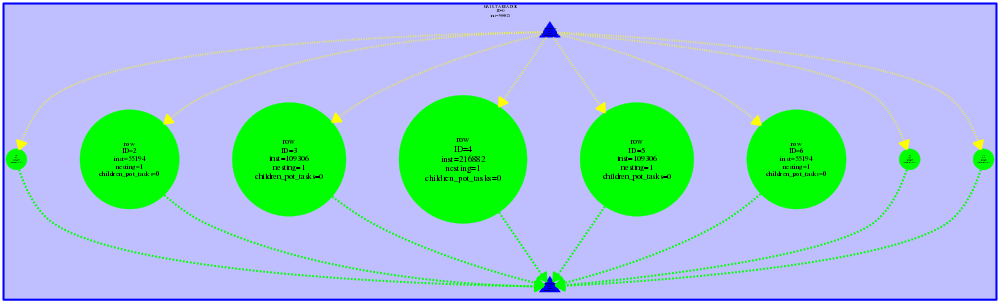 row
ID=2
inst=55194
nesting=1
children_pot_tasks=0
row
ID=3
inst=109306
nesting=1
children_pot_tasks=0
row
ID=4
inst=216882
nesting=1
children_pot_tasks=0
row
ID=5
inst=109306
nesting=1
children_pot_tasks=0
row
ID=6
inst=55194
nesting=1
children_pot_tasks=0